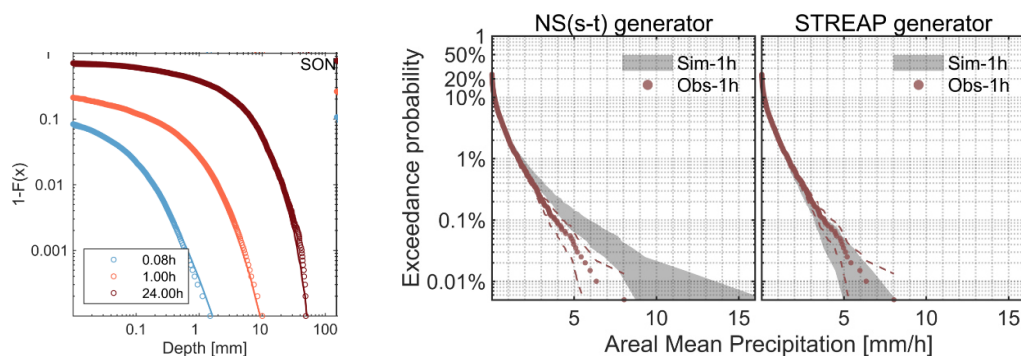 SON
1
0.1
0.01
0.001
1-F(x)
0.08h
1.00h
24.00h
0.1 1 10 100
Depth [mm]
NS(s-t) generator
STREAP generator
1
50%
20%
10%
1%
0.1%
0.01%
Exceedance probability
Sim-1h
Obs-1h
Sim-1h
Obs-1h
5 10 15 5 10 15
Areal Mean Precipitation [mm/h]